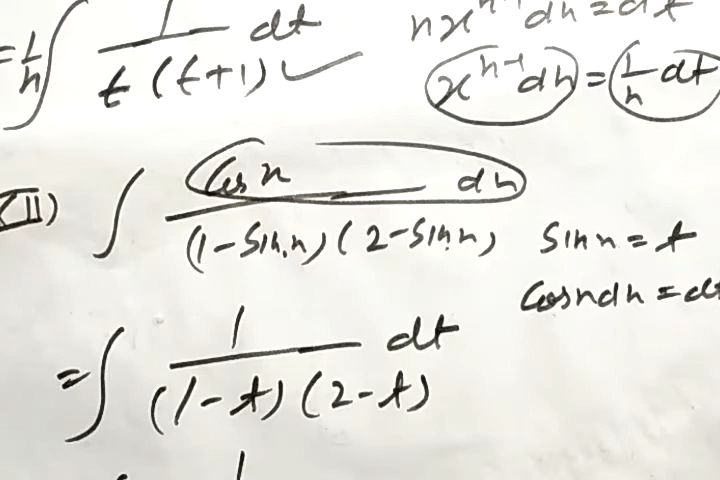 = 1/n ∫ 1/(t(t+1)) dt ✓
nx^(n-1) dx = dt
x^(n-1) dx = 1/n dt
(II) ∫ Cos x dx / ((1-Sin x)(2-Sin x))
Sin x = t
Cos x dx = dt
= ∫ 1/((1-t)(2-t)) dt